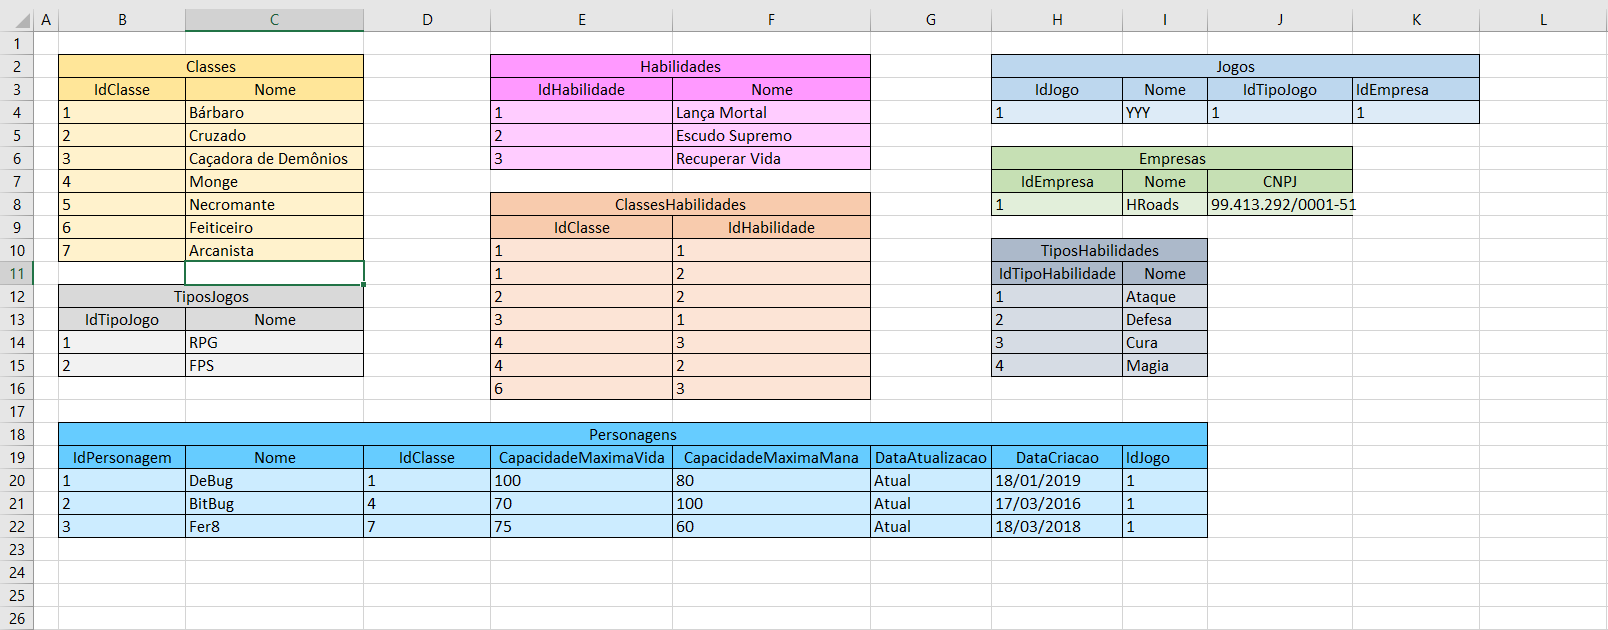 A B C D E F G H I J K L
1
2 Classes Habilidades Jogos
3 IdClasse Nome IdHabilidade Nome IdJogo Nome IdTipoJogo IdEmpresa
4 1 Bárbaro 1 Lança Mortal 1 YYY 1 1
5 2 Cruzado 2 Escudo Supremo
6 3 Caçadora de Demônios 3 Recuperar Vida Empresas
7 4 Monge IdEmpresa Nome CNPJ
8 5 Necromante ClassesHabilidades 1 HRoads 99.413.292/0001-51
9 6 Feiticeiro IdClasse IdHabilidade
10 7 Arcanista 1 1 TiposHabilidades
11 1 2 IdTipoHabilidade Nome
12 TiposJogos 2 2 1 Ataque
13 IdTipoJogo Nome 3 1 2 Defesa
14 1 RPG 4 3 3 Cura
15 2 FPS 4 2 4 Magia
16 6 3
17
18 Personagens
19 IdPersonagem Nome IdClasse CapacidadeMaximaVida CapacidadeMaximaMana DataAtualizacao DataCriacao IdJogo
20 1 DeBug 1 100 80 Atual 18/01/2019 1
21 2 BitBug 4 70 100 Atual 17/03/2016 1
22 3 Fer8 7 75 60 Atual 18/03/2018 1
23
24
25
26